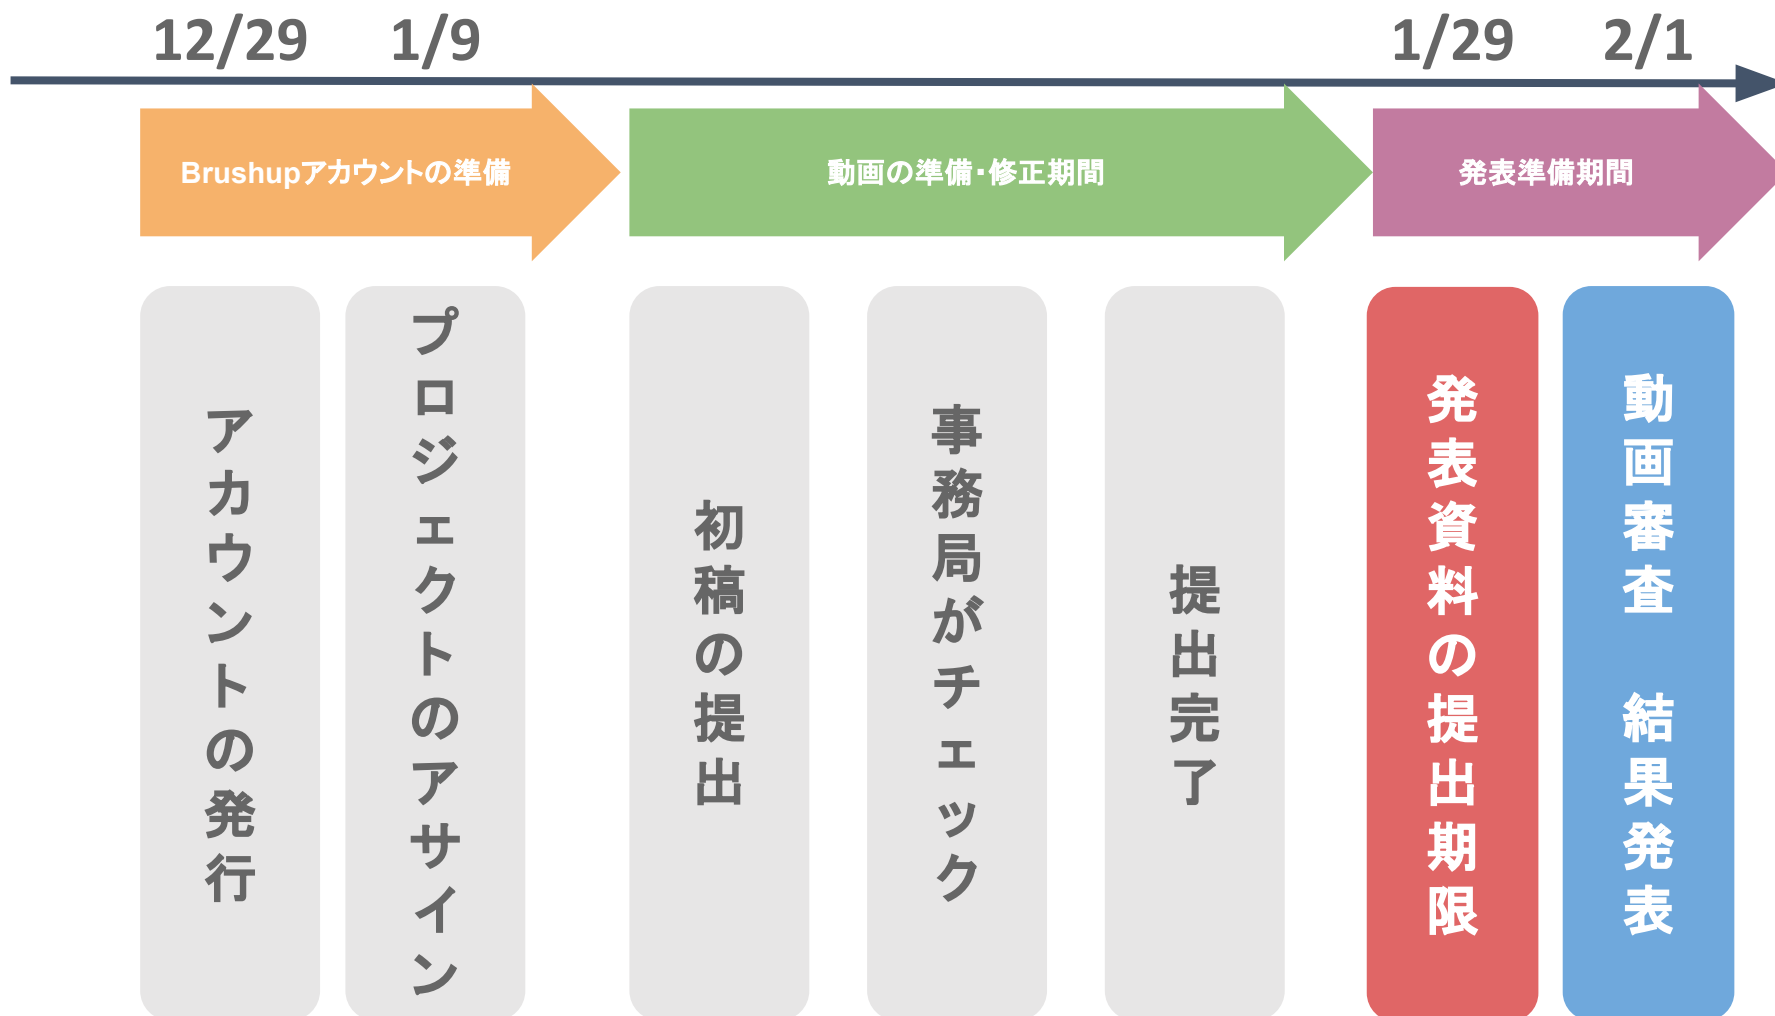 12/29
1/9
1/29
2/1
Brushupアカウントの準備
動画の準備・修正期間
発表準備期間
アカウントの発行
プロジェクトのアサイン
初稿の提出
事務局がチェック
提出完了
発表資料の提出期限
動画審査　結果発表